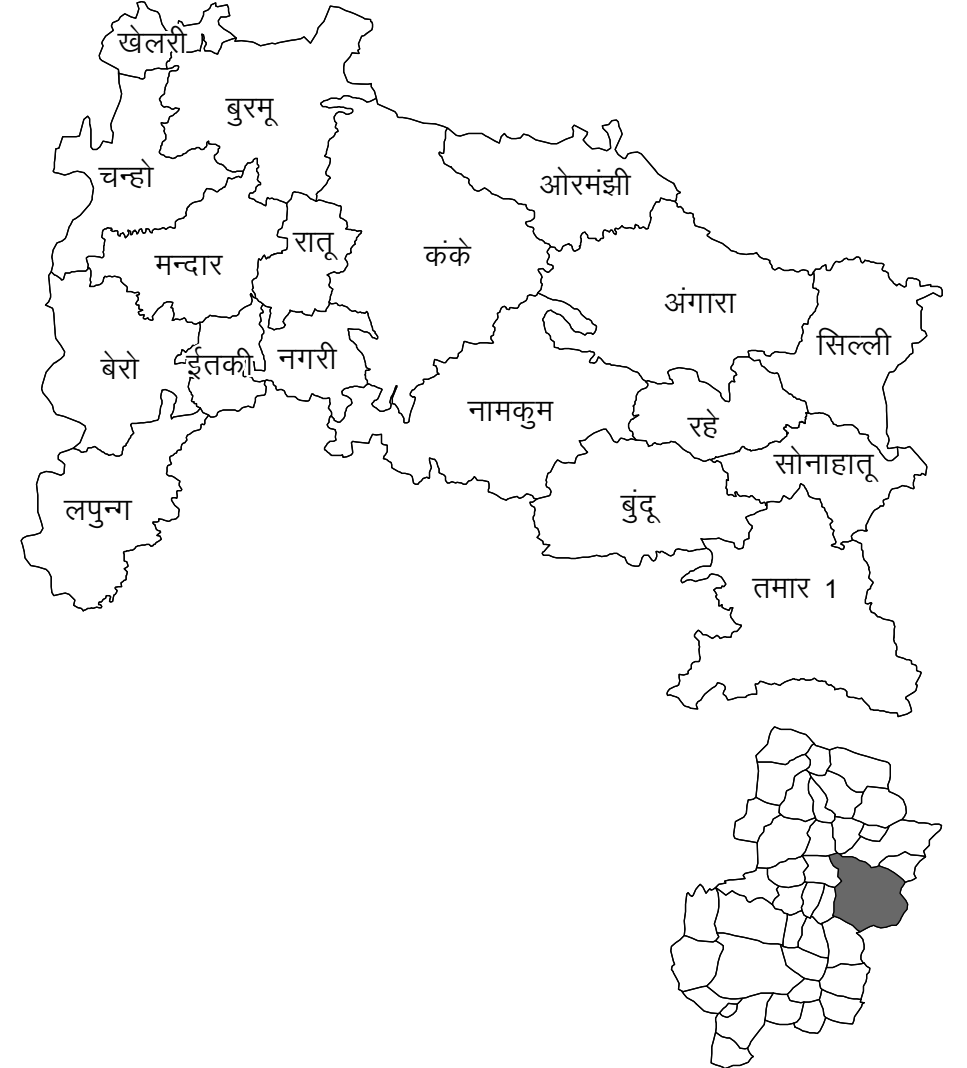 खेलरी
बुरमू
चन्हो
ओरमंझी
रातू
कंके
मन्दार
अंगारा
सिल्ली
बेरो
ईतकी
नगरी
नामकुम
रहे
सोनाहातू
लपुन्ग
बुंदू
तमार 1